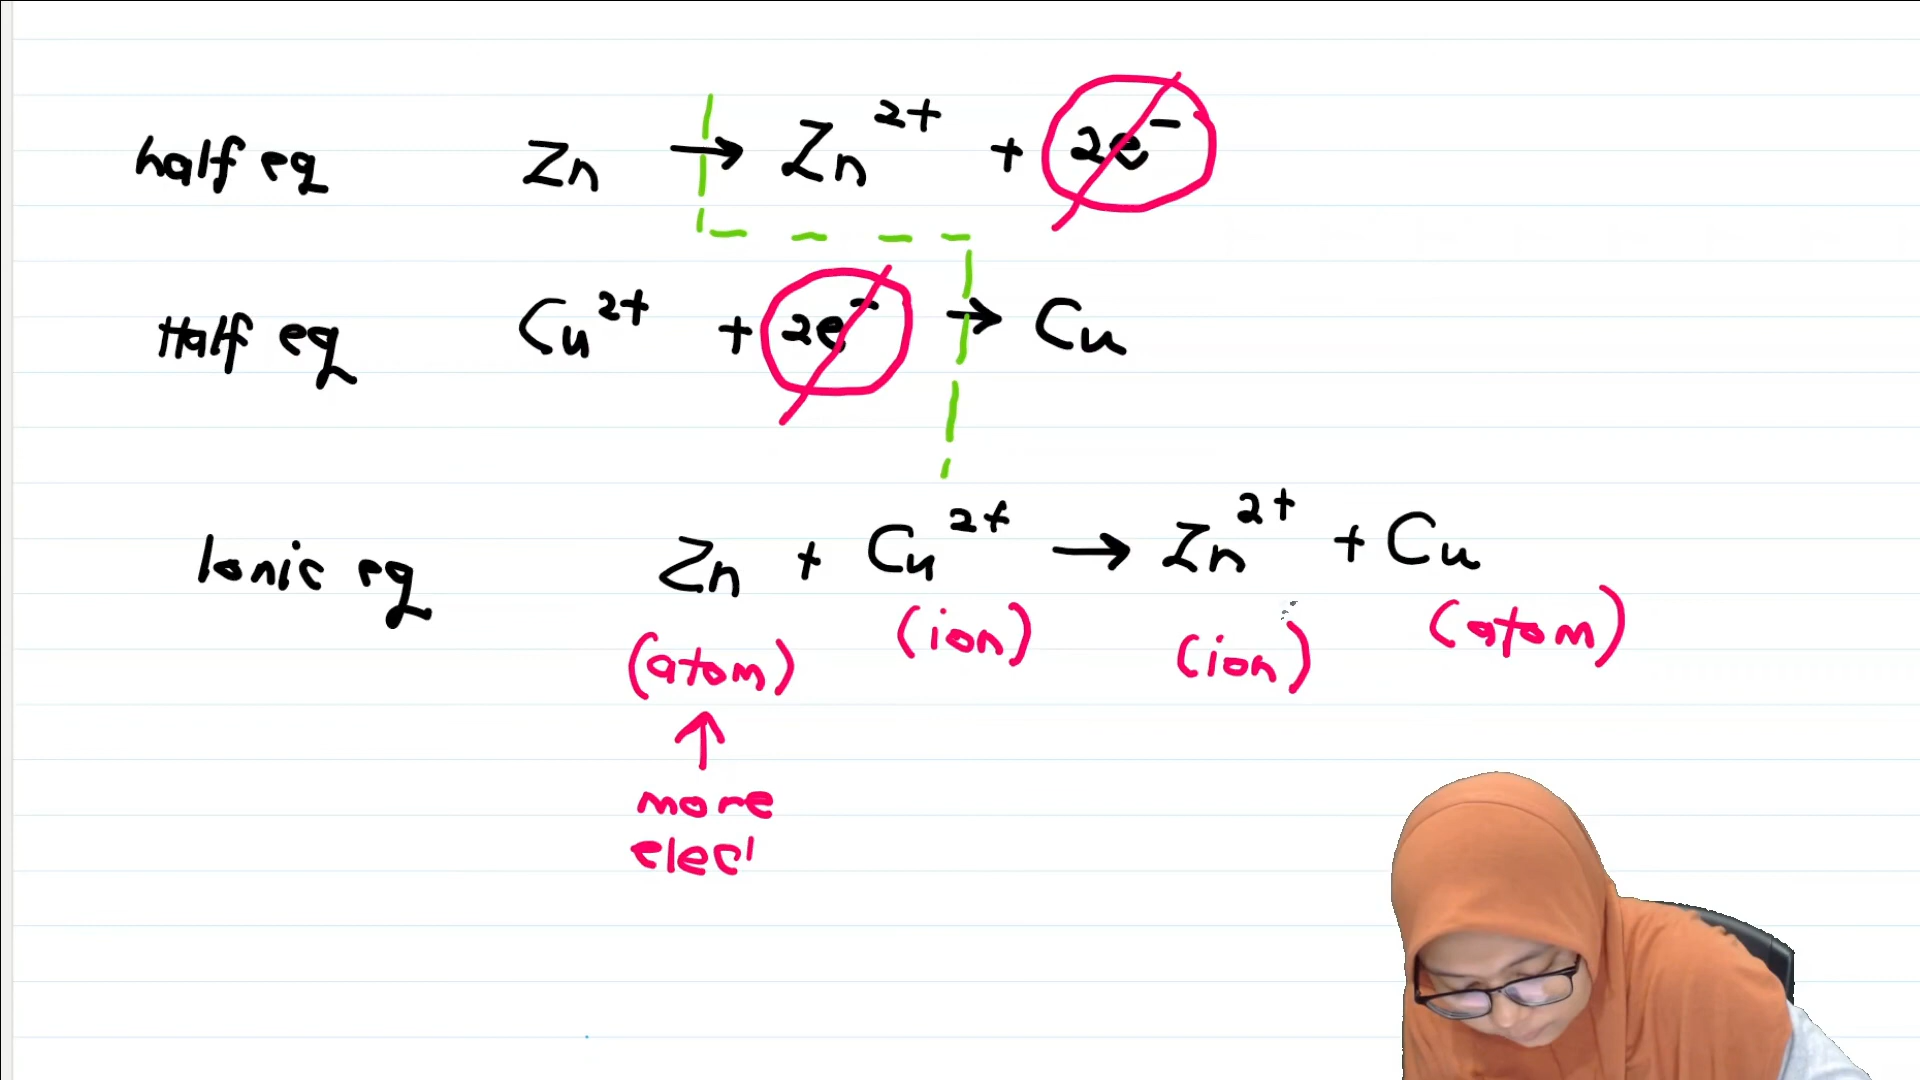 half eq Zn → Zn²⁺ + 2e⁻
Half eq Cu²⁺ + 2e⁻ → Cu
Ionic eq Zn + Cu²⁺ → Zn²⁺ + Cu
(atom) (ion) (ion) (atom)
↑
more
elec